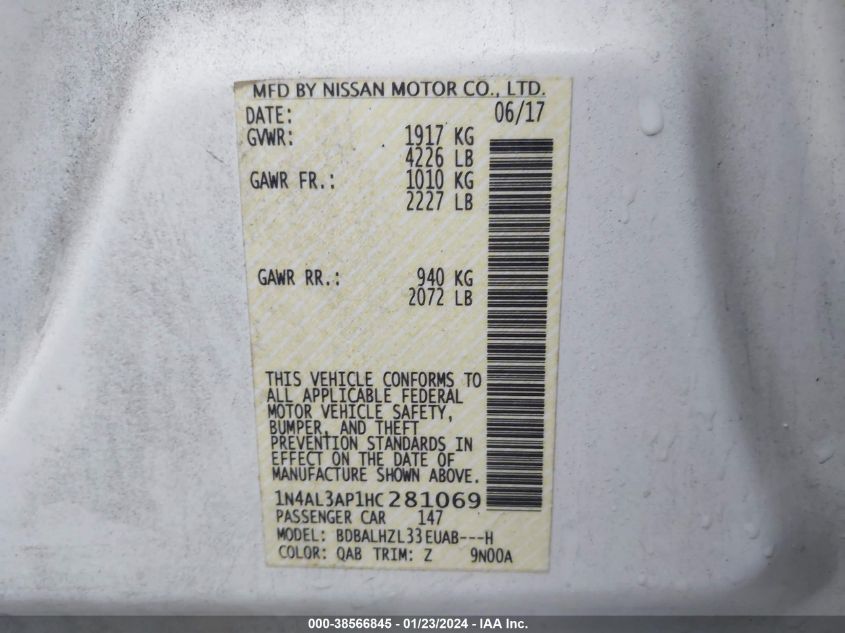 MFD BY NISSAN MOTOR CO., LTD.
DATE: 06/17
GVWR: 1917 KG
4226 LB
GAWR FR.: 1010 KG
2227 LB
GAWR RR.: 940 KG
2072 LB
THIS VEHICLE CONFORMS TO
ALL APPLICABLE FEDERAL
MOTOR VEHICLE SAFETY,
BUMPER, AND THEFT
PREVENTION STANDARDS IN
EFFECT ON THE DATE OF
MANUFACTURE SHOWN ABOVE.
1N4AL3AP1HC281069
PASSENGER CAR 147
MODEL: BDBALHZL33EUAB---H
COLOR: QAB TRIM: Z 9N00A
000-38566845 | 01/23/2024 | IAA Inc.